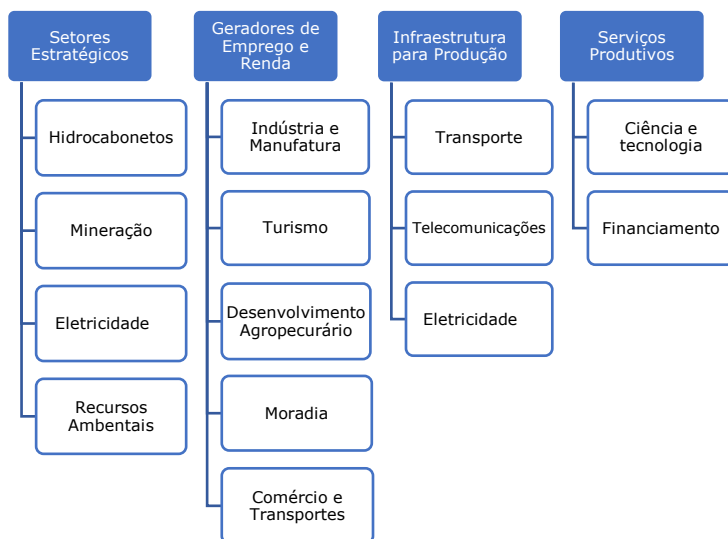 Setores
Estratégicos
Hidrocabonetos
Mineração
Eletricidade
Recursos
Ambentais
Geradores de
Emprego e
Renda
Indústria e
Manufatura
Turismo
Desenvolvimento
Agropecurário
Moradia
Comércio e
Transportes
Infraestrutura
para Produção
Transporte
Telecomunicações
Eletricidade
Serviços
Produtivos
Ciência e
tecnologia
Financiamento